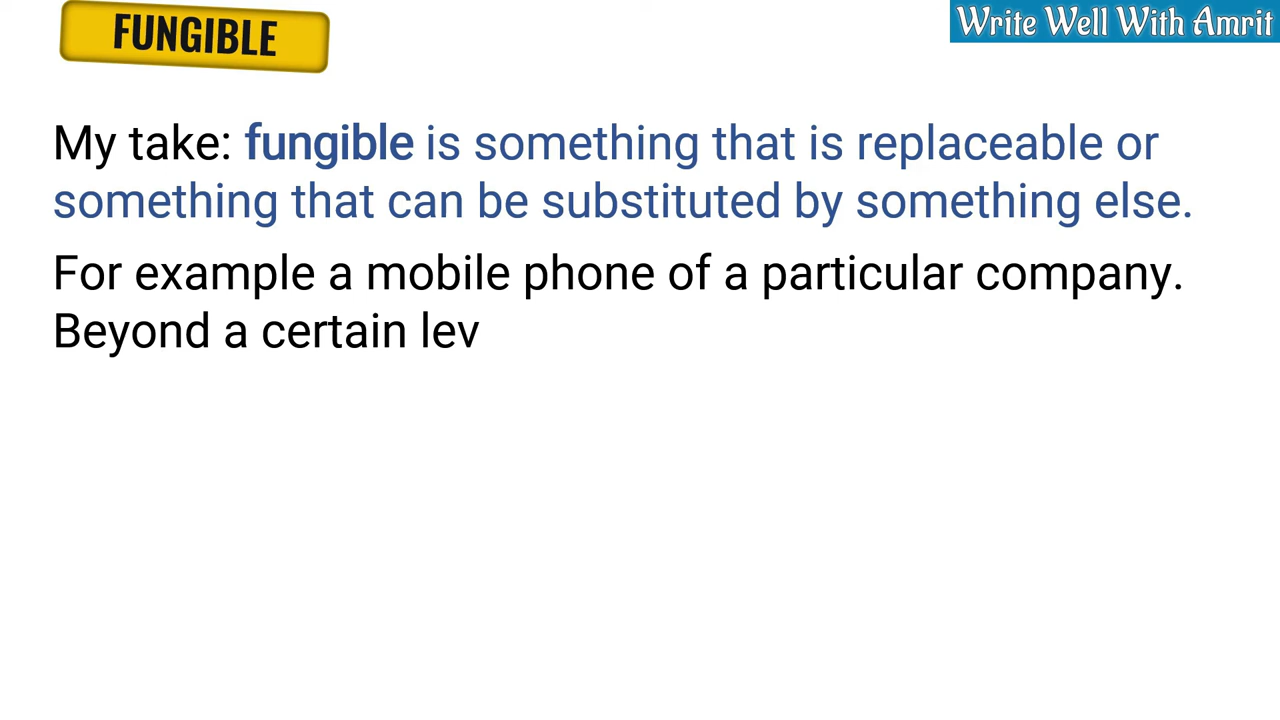 FUNGIBLE
Write Well With Amrit
My take: fungible is something that is replaceable or
something that can be substituted by something else.
For example a mobile phone of a particular company.
Beyond a certain lev